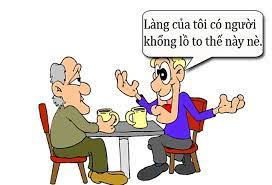 Làng của tôi có người
khổng lồ to thế này nè.